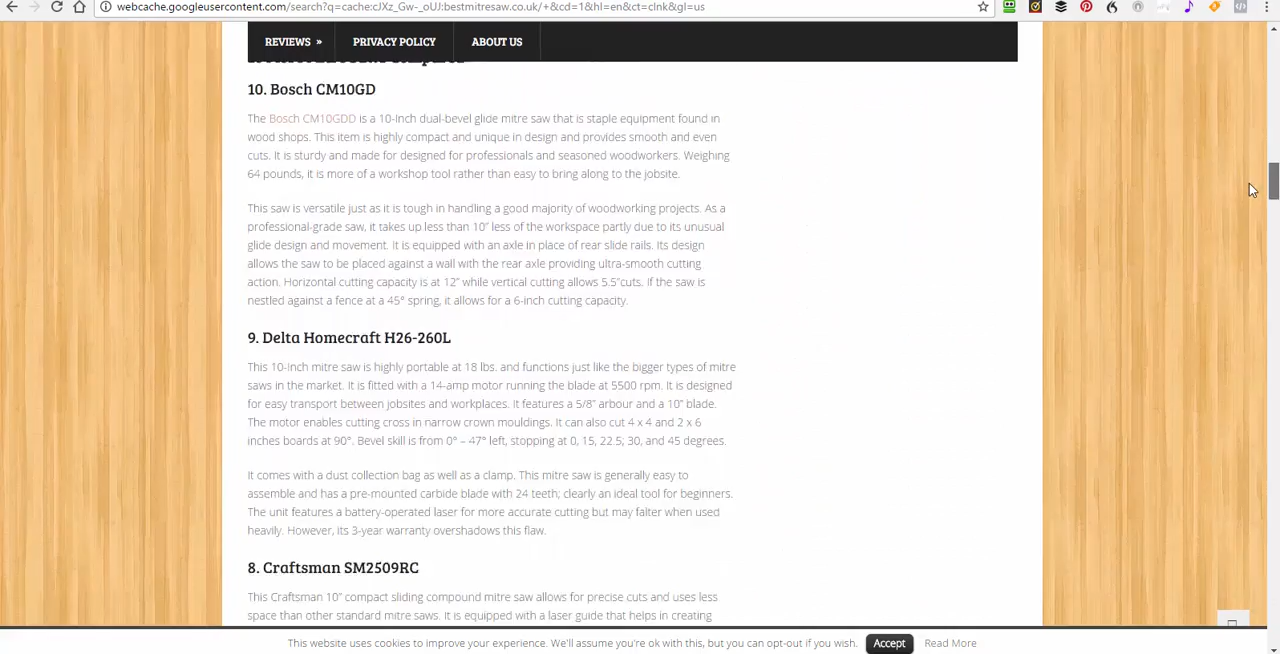 webcache.googleusercontent.com/search?q=cache:cJXz_Gw-_oUJ:bestmitresaw.co.uk/+&cd=1&hl=en&ct=clnk&gl=us
REVIEWS » PRIVACY POLICY ABOUT US
10. Bosch CM10GD
The Bosch CM10GDD is a 10-inch dual-bevel glide mitre saw that is staple equipment found in
wood shops. This item is highly compact and unique in design and provides smooth and even
cuts. It is sturdy and made for designed for professionals and seasoned woodworkers. Weighing
64 pounds, it is more of a workshop tool rather than easy to bring along to the jobsite.
This saw is versatile just as it is tough in handling a good majority of woodworking projects. As a
professional-grade saw, it takes up less than 10” less of the workspace partly due to its unusual
glide design and movement. It is equipped with an axle in place of rear slide rails. Its design
allows the saw to be placed against a wall with the rear axle providing ultra-smooth cutting
action. Horizontal cutting capacity is at 12” while vertical cutting allows 5.5”cuts. If the saw is
nestled against a fence at a 45° spring, it allows for a 6-inch cutting capacity.
9. Delta Homecraft H26-260L
This 10-inch mitre saw is highly portable at 18 lbs. and functions just like the bigger types of mitre
saws in the market. It is fitted with a 14-amp motor running the blade at 5500 rpm. It is designed
for easy transport between jobsites and workplaces. It features a 5/8” arbour and a 10” blade.
The motor enables cutting cross in narrow crown mouldings. It can also cut 4 x 4 and 2 x 6
inches boards at 90°. Bevel skill is from 0° – 47° left, stopping at 0, 15, 22.5; 30, and 45 degrees.
It comes with a dust collection bag as well as a clamp. This mitre saw is generally easy to
assemble and has a pre-mounted carbide blade with 24 teeth; clearly an ideal tool for beginners.
The unit features a battery-operated laser for more accurate cutting but may falter when used
heavily. However, its 3-year warranty overshadows this flaw.
8. Craftsman SM2509RC
This Craftsman 10” compact sliding compound mitre saw allows for precise cuts and uses less
space than other standard mitre saws. It is equipped with a laser guide that helps in creating
This website uses cookies to improve your experience. We'll assume you're ok with this, but you can opt-out if you wish. Accept Read More